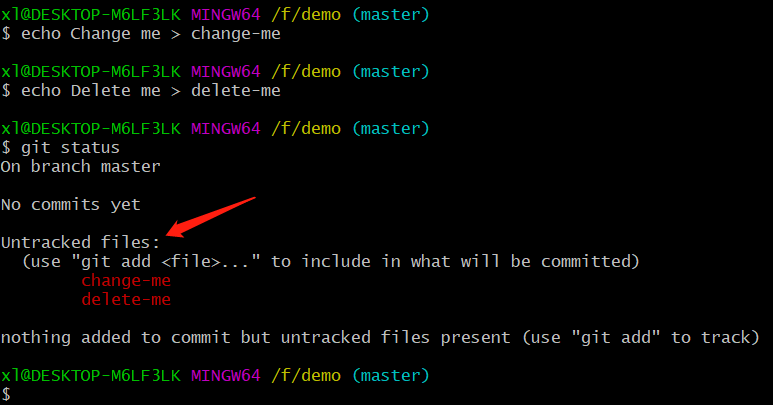 xl@DESKTOP-M6LF3LK MINGW64 /f/demo (master)
$ echo Change me > change-me
xl@DESKTOP-M6LF3LK MINGW64 /f/demo (master)
$ echo Delete me > delete-me
xl@DESKTOP-M6LF3LK MINGW64 /f/demo (master)
$ git status
On branch master
No commits yet
Untracked files:
(use "git add <file>..." to include in what will be committed)
change-me
delete-me
nothing added to commit but untracked files present (use "git add" to track)
xl@DESKTOP-M6LF3LK MINGW64 /f/demo (master)
$